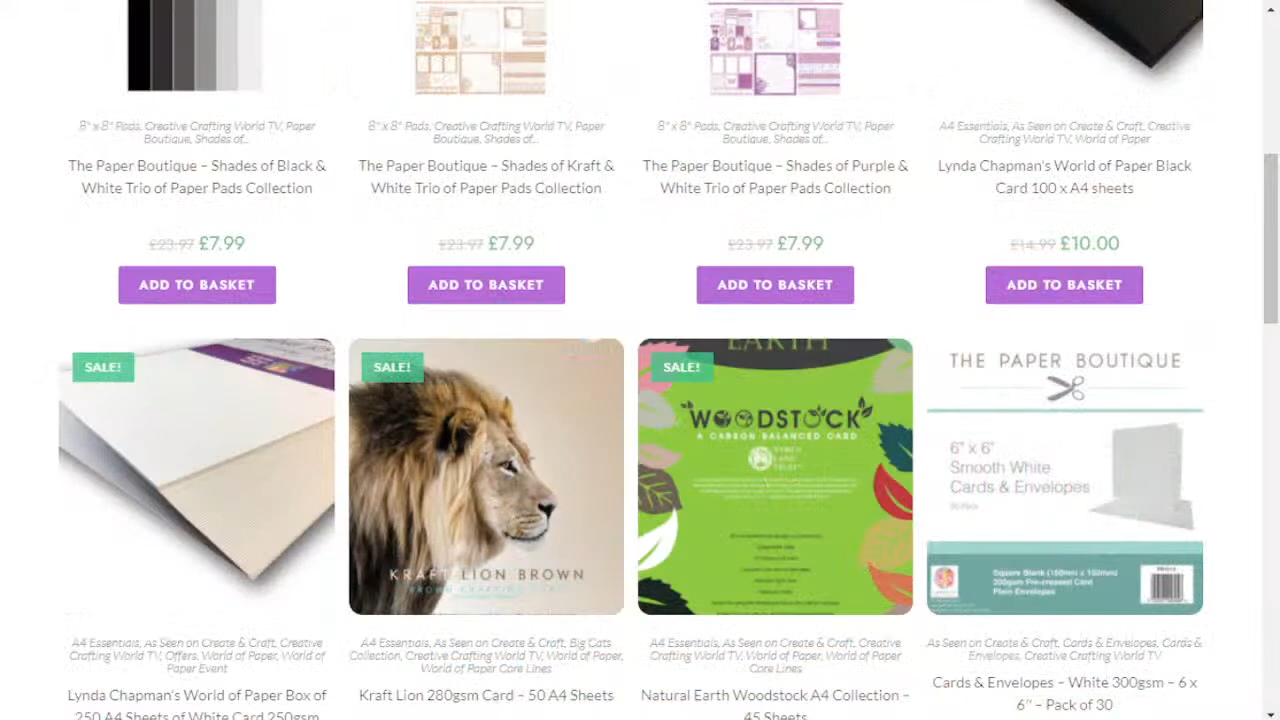 8" x 8" Pads, Creative Crafting World TV, Paper
Boutique, Shades of...
The Paper Boutique – Shades of Black &
White Trio of Paper Pads Collection
£23.97 £7.99
ADD TO BASKET
8" x 8" Pads, Creative Crafting World TV, Paper
Boutique, Shades of...
The Paper Boutique – Shades of Kraft &
White Trio of Paper Pads Collection
£23.97 £7.99
ADD TO BASKET
8" x 8" Pads, Creative Crafting World TV, Paper
Boutique, Shades of...
The Paper Boutique – Shades of Purple &
White Trio of Paper Pads Collection
£23.97 £7.99
ADD TO BASKET
A4 Essentials, As Seen on Create & Craft, Creative
Crafting World TV, World of Paper
Lynda Chapman's World of Paper Black
Card 100 x A4 sheets
£14.99 £10.00
ADD TO BASKET
SALE!
A4 Essentials, As Seen on Create & Craft, Creative
Crafting World TV, Offers, World of Paper, World of
Paper Event
Lynda Chapman's World of Paper Box of
250 A4 Sheets of White Card 250gsm
SALE!
KRAFT LION BROWN
A4 Essentials, As Seen on Create & Craft, Big Cats
Collection, Creative Crafting World TV, World of Paper,
World of Paper Core Lines
Kraft Lion 280gsm Card – 50 A4 Sheets
SALE!
EARTH
WOODSTOCK
A CARBON BALANCED CARD
WORLD
LAND
TRUST
A4 Essentials, As Seen on Create & Craft, Creative
Crafting World TV, World of Paper, World of Paper
Core Lines
Natural Earth Woodstock A4 Collection –
45 Sheets
THE PAPER BOUTIQUE
6" x 6"
Smooth White
Cards & Envelopes
Square Blank (150mm x 150mm)
300gsm Pre-creased Card
Plain Envelopes
As Seen on Create & Craft, Cards & Envelopes, Cards &
Envelopes, Creative Crafting World TV
Cards & Envelopes – White 300gsm – 6 x
6″ – Pack of 30